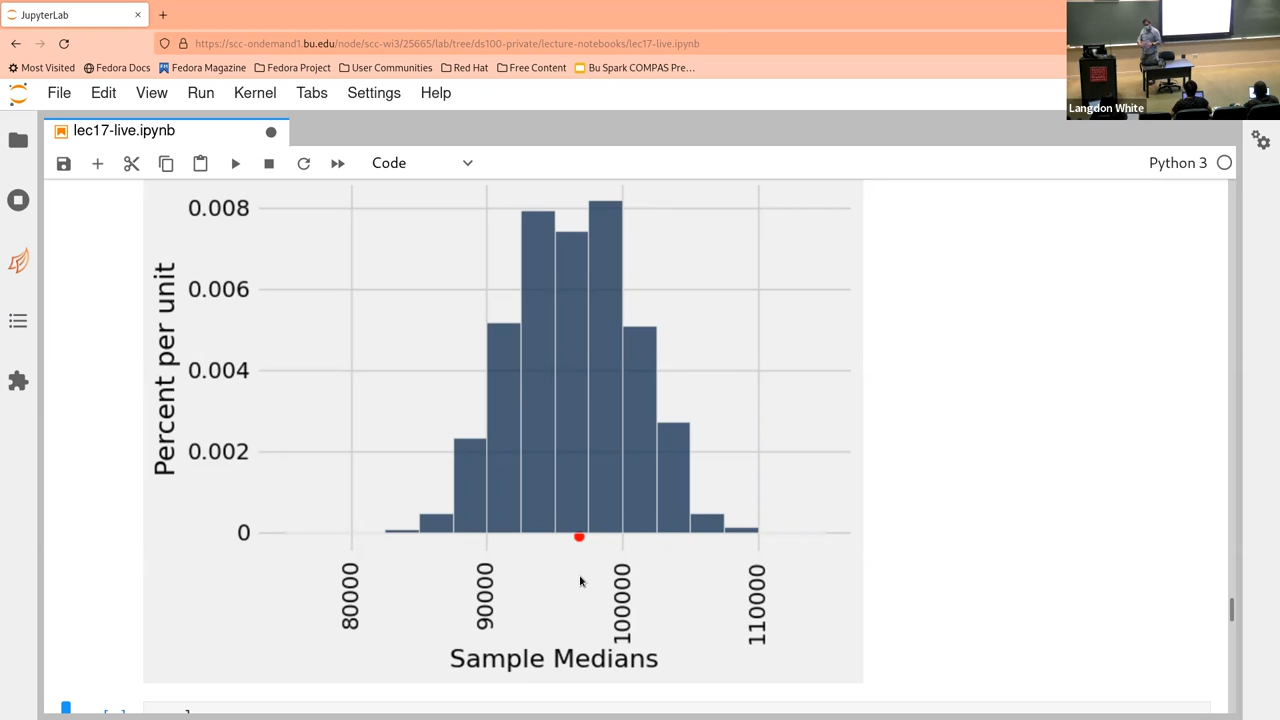 JupyterLab
https://scc-ondemand1.bu.edu/node/scc-wi3/25665/lab/tree/ds100-private/lecture-notebooks/lec17-live.ipynb
Most Visited Fedora Docs Fedora Magazine Fedora Project User Communities Red Hat Free Content Bu Spark COMPAS Pre…
Langdon White
File Edit View Run Kernel Tabs Settings Help
lec17-live.ipynb
Code
Python 3
0.008
0.006
0.004
0.002
0
Percent per unit
80000
90000
100000
110000
Sample Medians